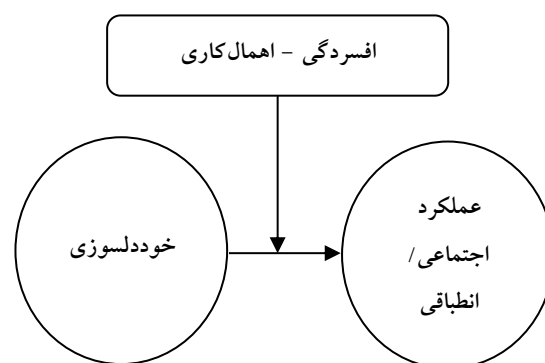 افسردگی – اهمال‌کاری
خوددلسوزی
عملکرد
اجتماعی/
انطباقی